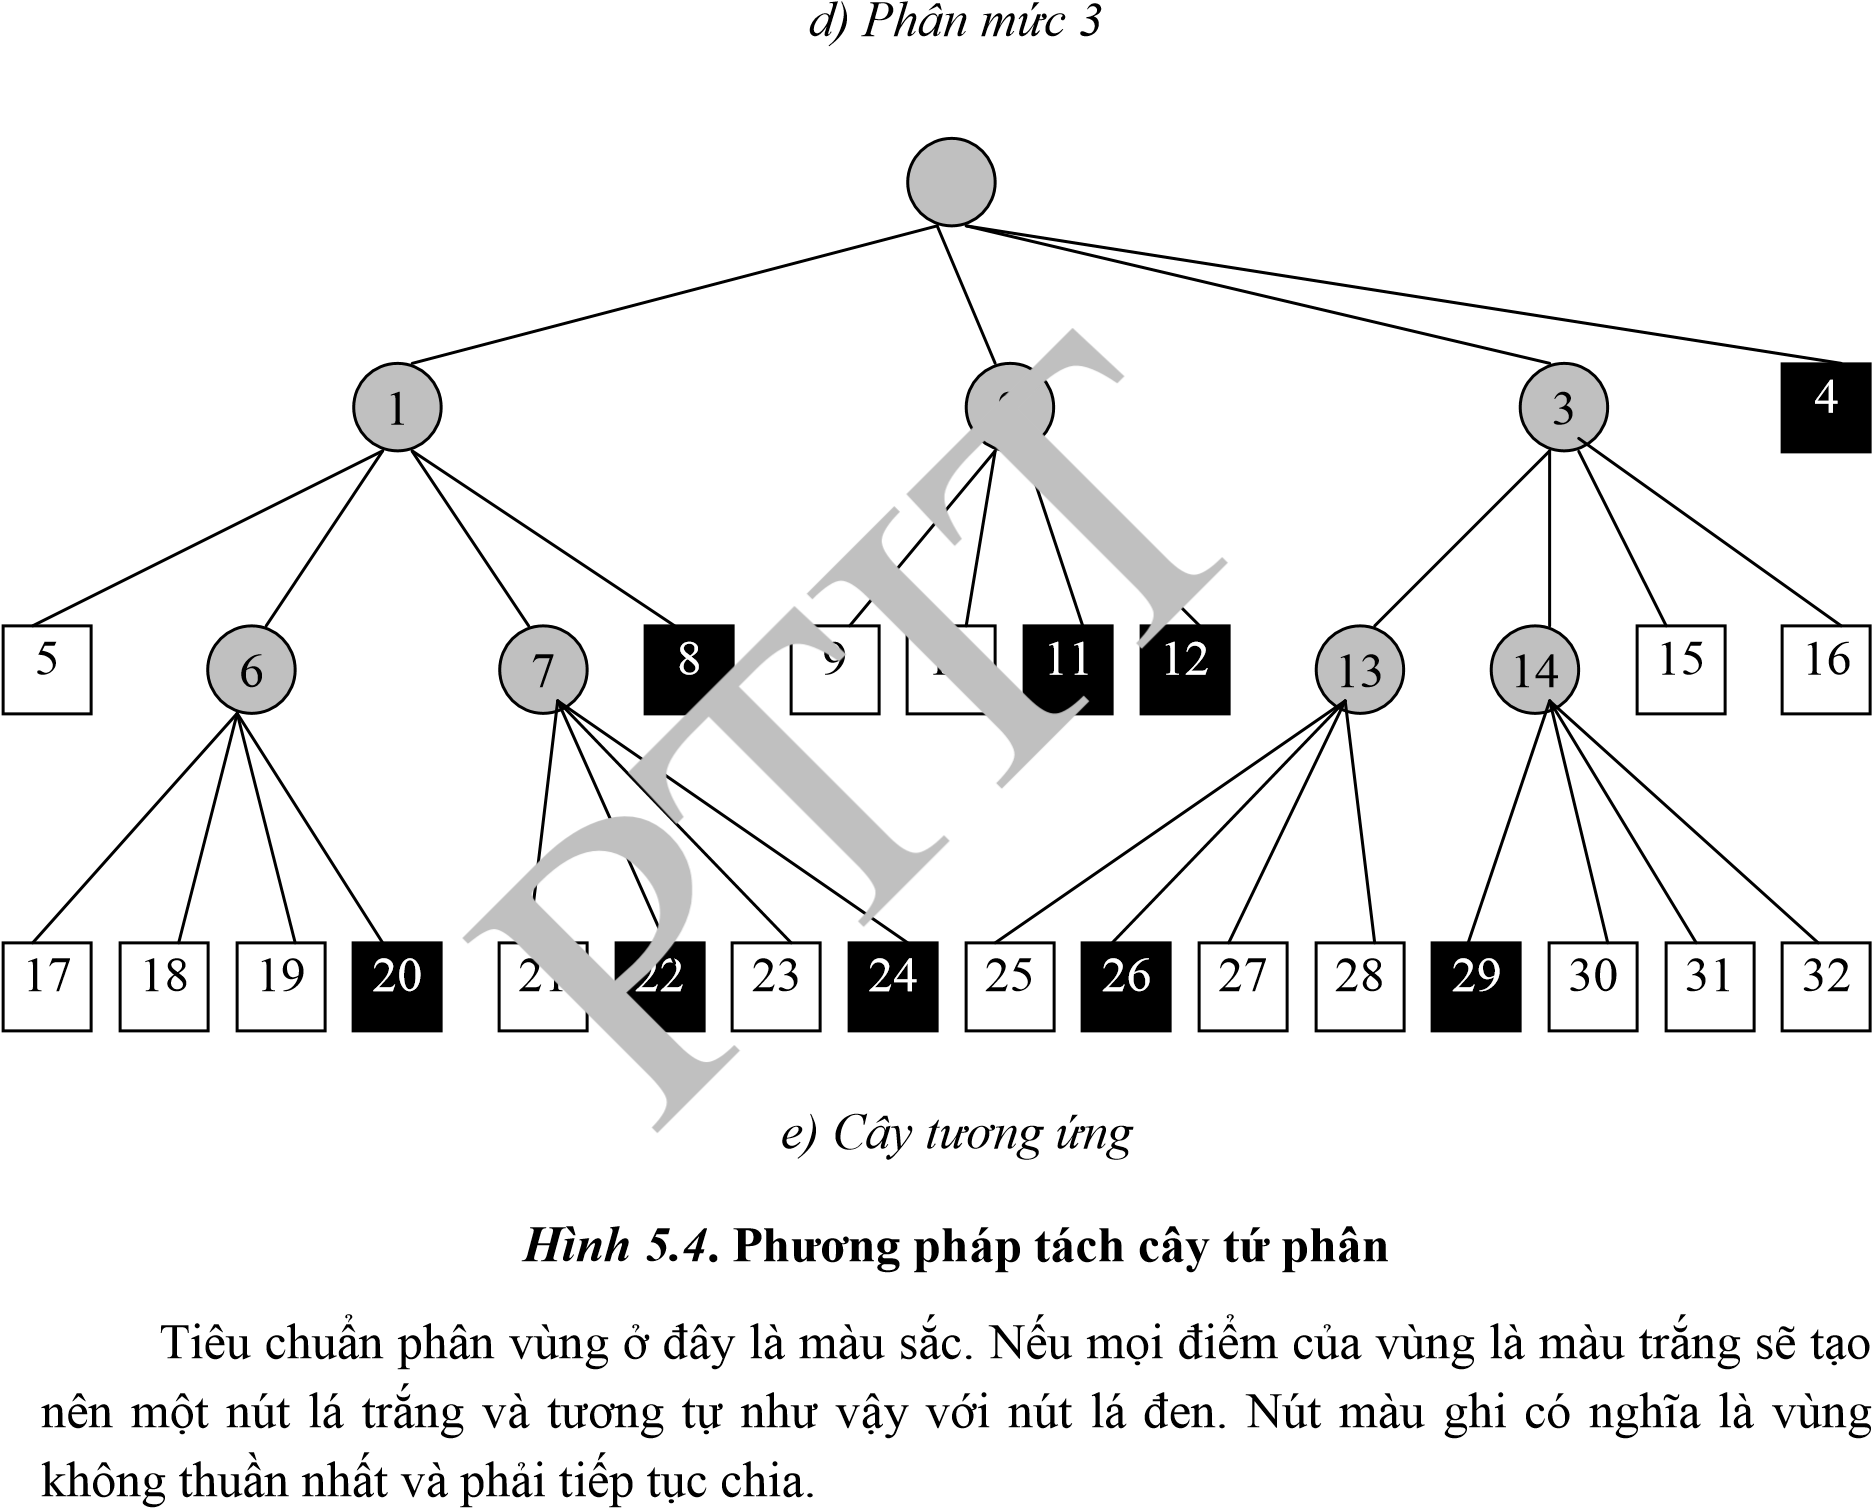 d) Phân mức 3
1 3 4
5 6 7 8 9 11 12 13 14 15 16
17 18 19 20 21 22 23 24 25 26 27 28 29 30 31 32
PTIT
e) Cây tương ứng
Hình 5.4. Phương pháp tách cây tứ phân
Tiêu chuẩn phân vùng ở đây là màu sắc. Nếu mọi điểm của vùng là màu trắng sẽ tạo
nên một nút lá trắng và tương tự như vậy với nút lá đen. Nút màu ghi có nghĩa là vùng
không thuần nhất và phải tiếp tục chia.